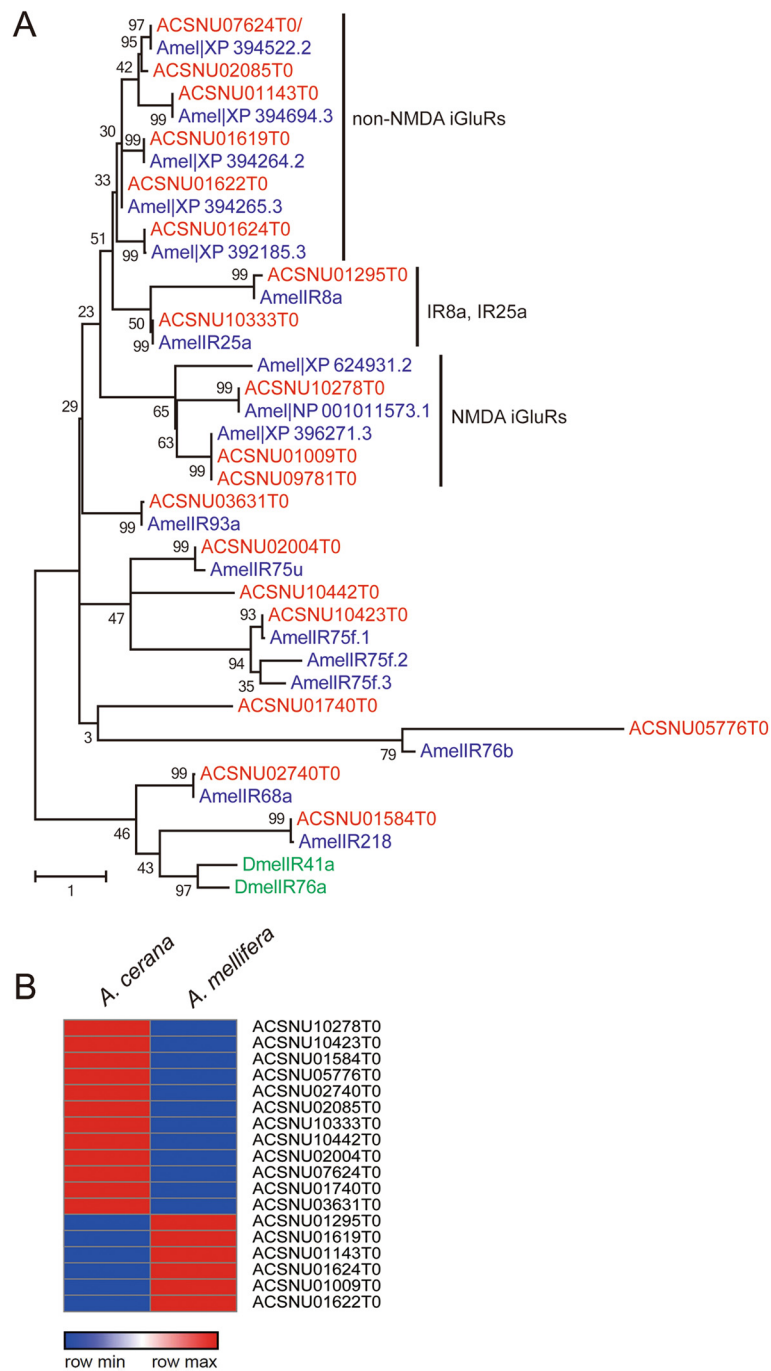 A
97
ACSNU07624T0/
95
Amel|XP 394522.2
42
ACSNU02085T0
ACSNU01143T0
99
Amel|XP 394694.3
non-NMDA iGluRs
30
99
ACSNU01619T0
Amel|XP 394264.2
33
ACSNU01622T0
Amel|XP 394265.3
ACSNU01624T0
51
99
Amel|XP 392185.3
99
ACSNU01295T0
AmelIR8a
IR8a, IR25a
23
50
ACSNU10333T0
99
AmelIR25a
Amel|XP 624931.2
99
ACSNU10278T0
29
65
Amel|NP 001011573.1
NMDA iGluRs
63
Amel|XP 396271.3
ACSNU01009T0
99
ACSNU09781T0
ACSNU03631T0
99
AmelIR93a
99
ACSNU02004T0
AmelIR75u
ACSNU10442T0
47
93
ACSNU10423T0
AmelIR75f.1
94
AmelIR75f.2
35
AmelIR75f.3
ACSNU01740T0
3
ACSNU05776T0
79
AmelIR76b
99
ACSNU02740T0
AmelIR68a
46
99
ACSNU01584T0
AmelIR218
43
DmelIR41a
97
DmelIR76a
1
B
A. cerana
A. mellifera
ACSNU10278T0
ACSNU10423T0
ACSNU01584T0
ACSNU05776T0
ACSNU02740T0
ACSNU02085T0
ACSNU10333T0
ACSNU10442T0
ACSNU02004T0
ACSNU07624T0
ACSNU01740T0
ACSNU03631T0
ACSNU01295T0
ACSNU01619T0
ACSNU01143T0
ACSNU01624T0
ACSNU01009T0
ACSNU01622T0
row min row max